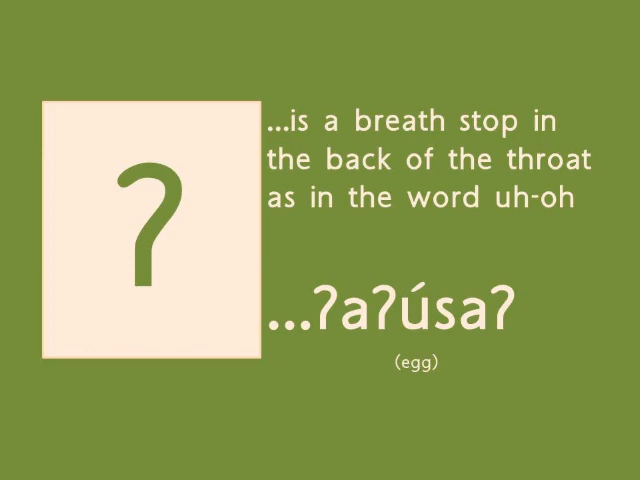 ʔ
...is a breath stop in
the back of the throat
as in the word uh-oh
...ʔaʔúsaʔ
(egg)